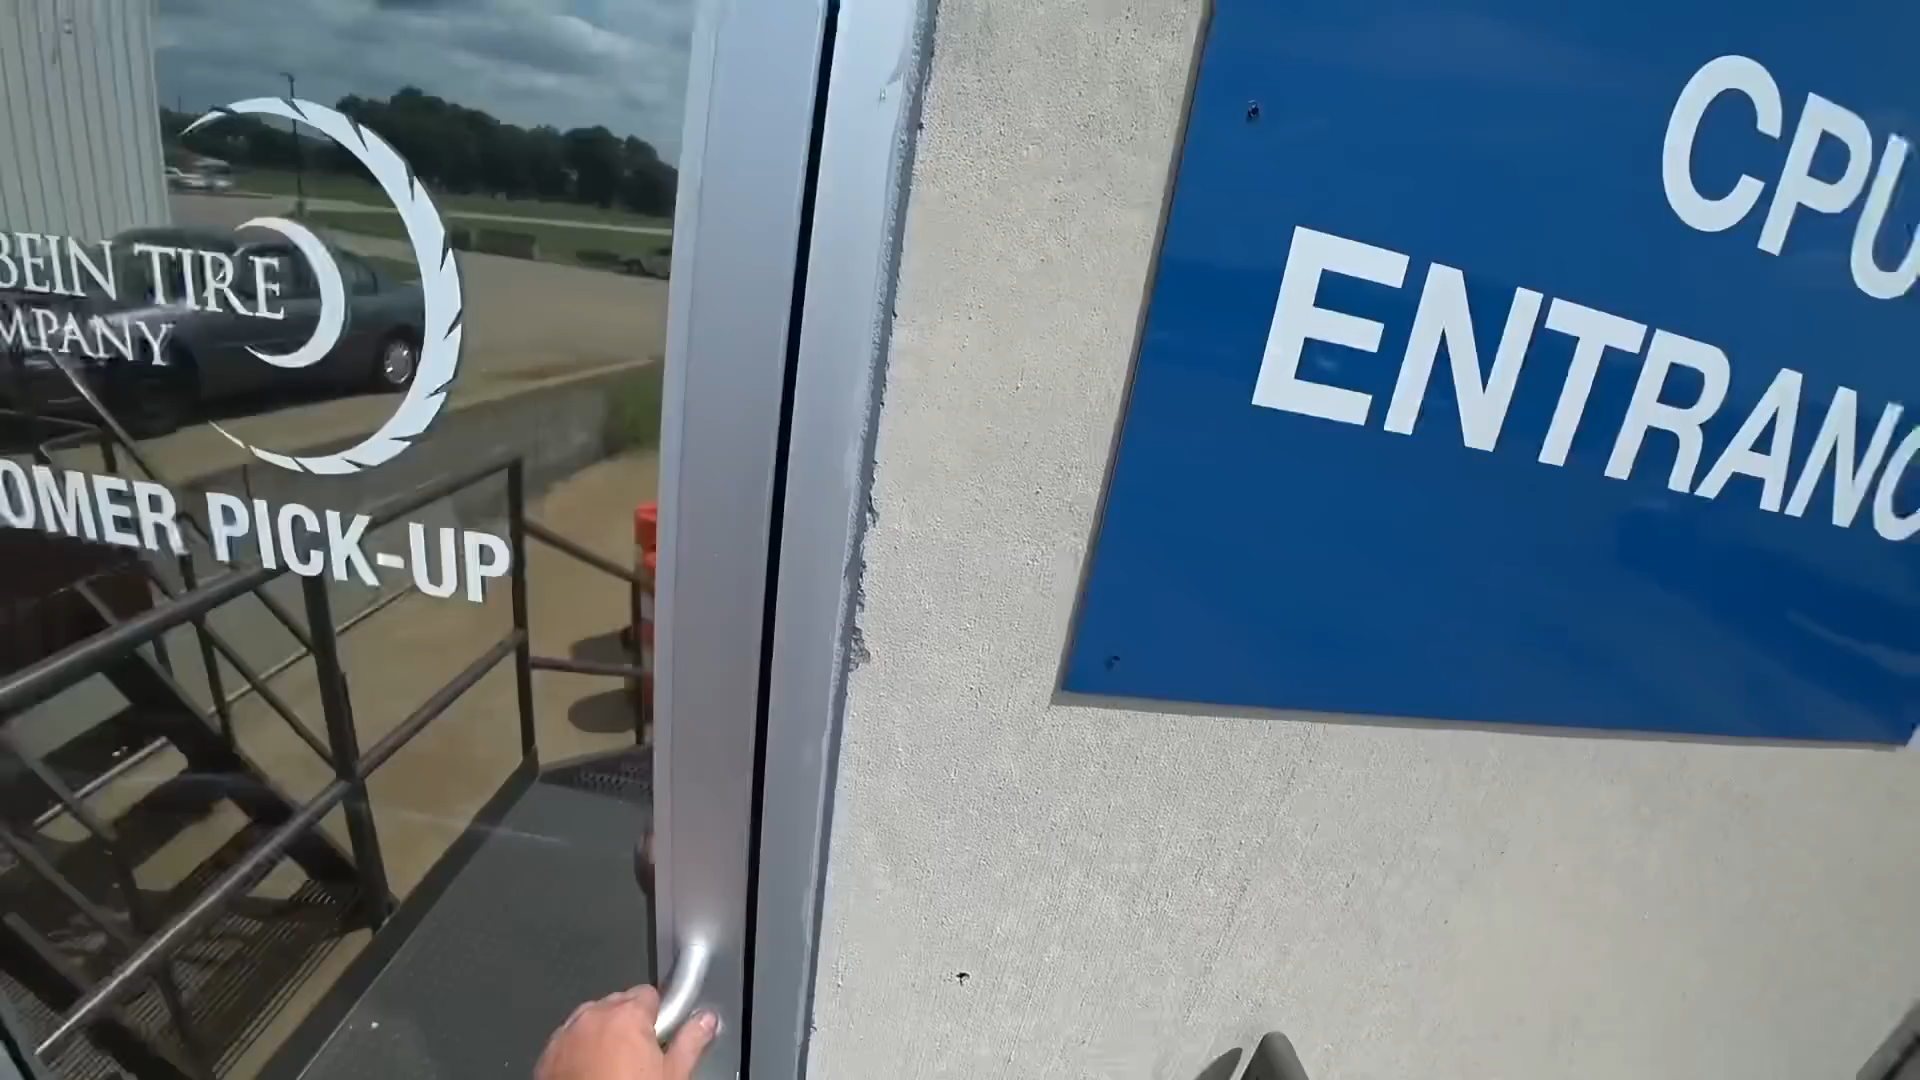 BEIN TIRE
MPANY
OMER PICK-UP
CPU
ENTRANC